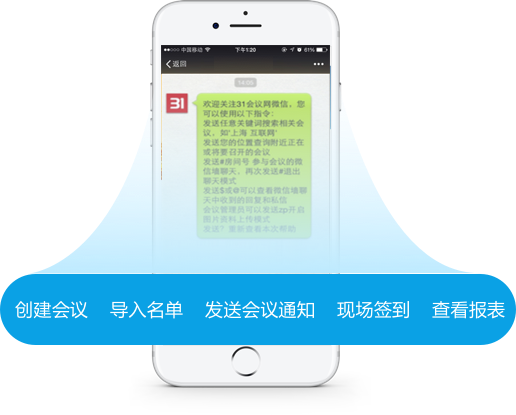 中国移动
下午1:20
61%
返回
14:05
31
欢迎关注31会议网微信，您
可以使用以下指令：
发送任意关键词搜索相关会
议，如'上海 互联网'
发送您的位置查询附近正在
或将要召开的会议
发送#房间号 参与会议的微
信墙聊天，再次发送#退出
聊天模式
发送$或@可以查看微信墙聊
天中收到的回复和私信
会议管理员可以发送zp开启
照片资料上传模式
发送？重新查看本次帮助
创建会议 导入名单 发送会议通知 现场签到 查看报表